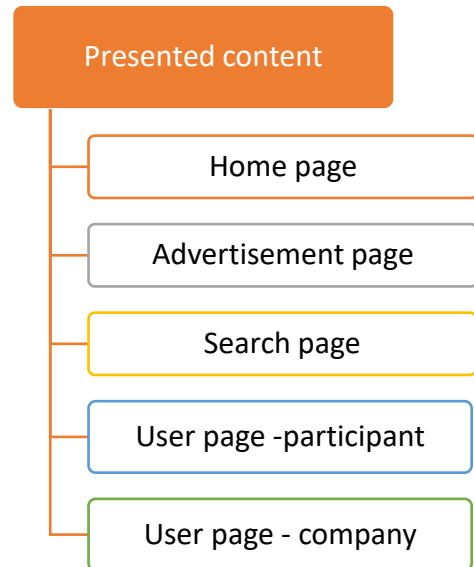 Presented content
Home page
Advertisement page
Search page
User page -participant
User page - company